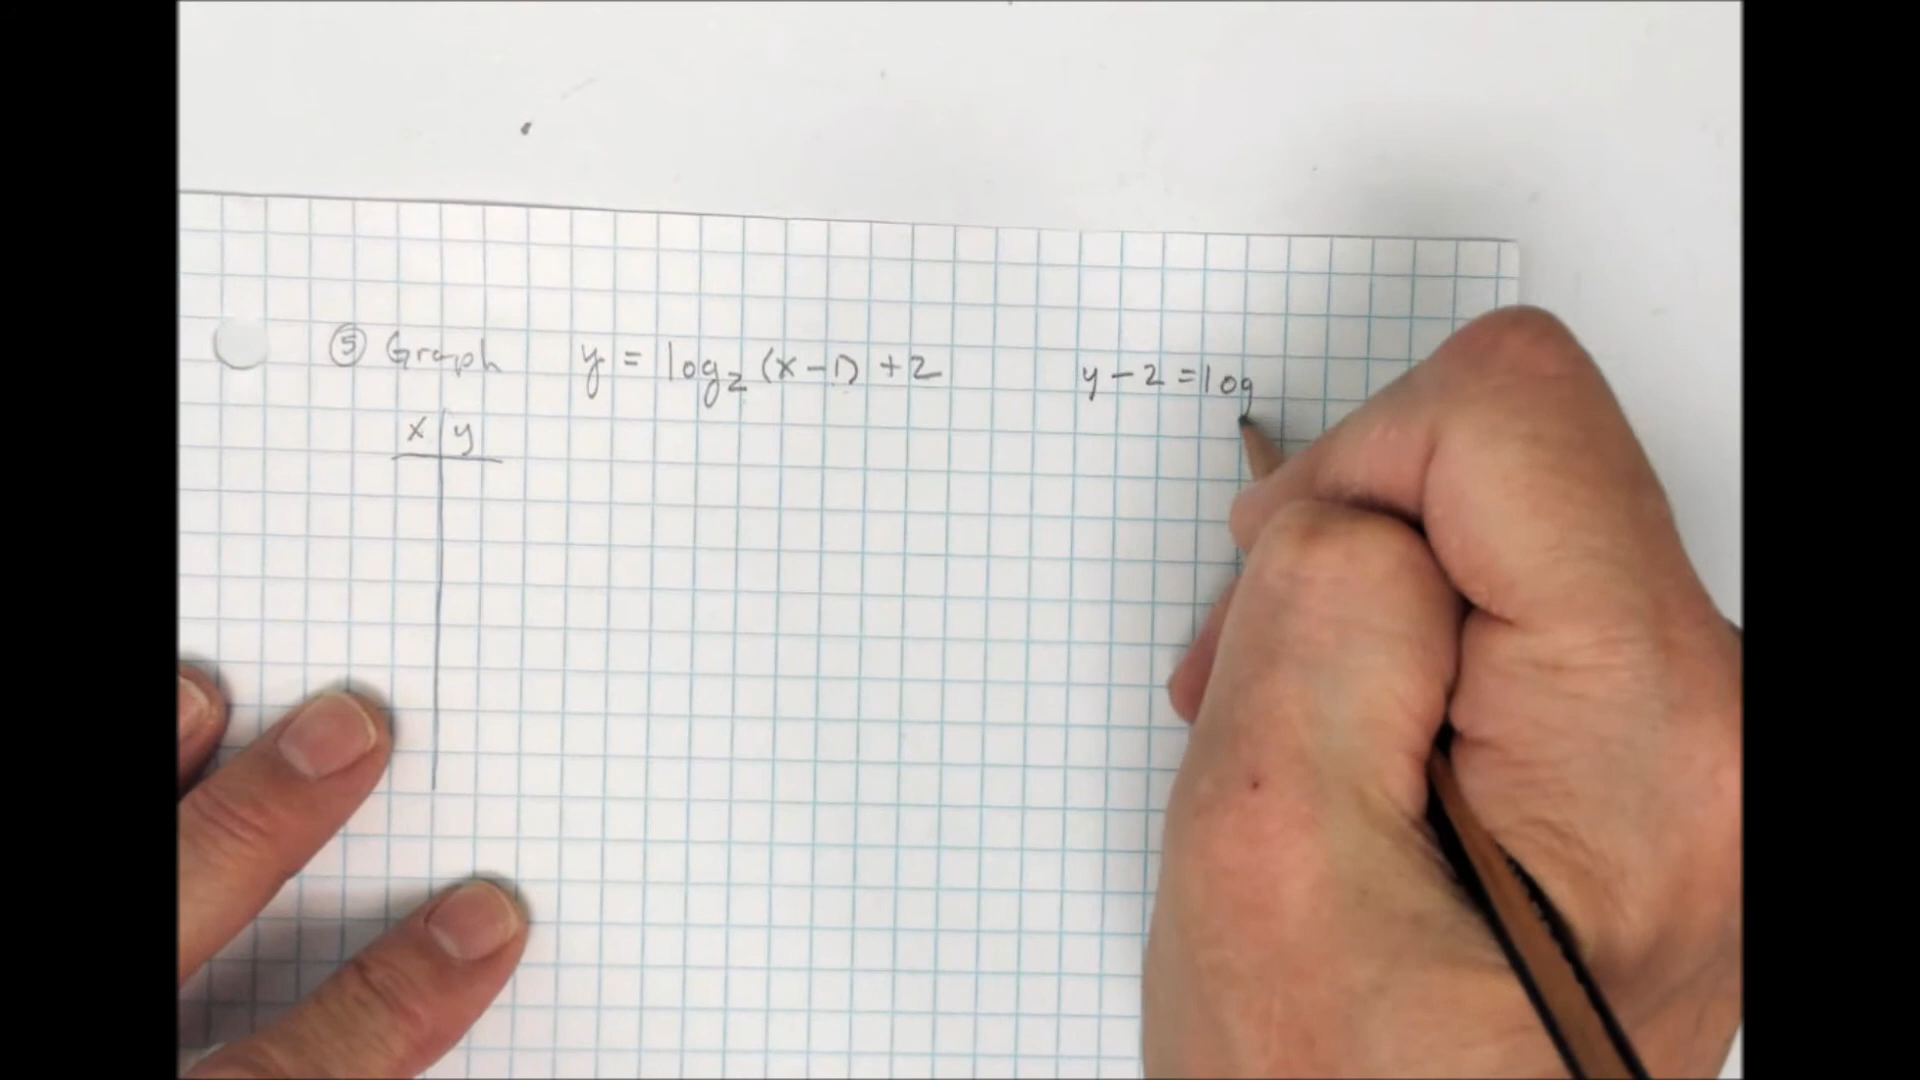 ⑤ Graph y = log₂ (x-1) +2 y-2=log
x y